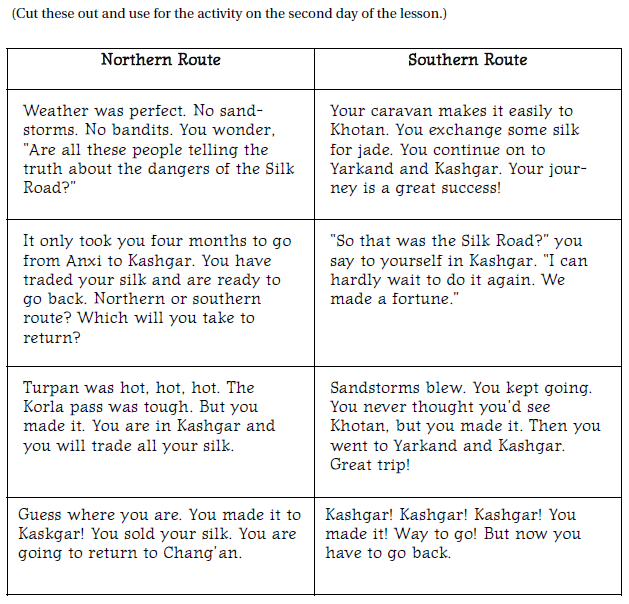 (Cut these out and use for the activity on the second day of the lesson.)
Northern Route
Southern Route
Weather was perfect. No sand-
storms. No bandits. You wonder,
"Are all these people telling the
truth about the dangers of the Silk
Road?"
Your caravan makes it easily to
Khotan. You exchange some silk
for jade. You continue on to
Yarkand and Kashgar. Your jour-
ney is a great success!
It only took you four months to go
from Anxi to Kashgar. You have
traded your silk and are ready to
go back. Northern or southern
route? Which will you take to
return?
"So that was the Silk Road?" you
say to yourself in Kashgar. "I can
hardly wait to do it again. We
made a fortune."
Turpan was hot, hot, hot. The
Korla pass was tough. But you
made it. You are in Kashgar and
you will trade all your silk.
Sandstorms blew. You kept going.
You never thought you'd see
Khotan, but you made it. Then you
went to Yarkand and Kashgar.
Great trip!
Guess where you are. You made it to
Kaskgar! You sold your silk. You are
going to return to Chang'an.
Kashgar! Kashgar! Kashgar! You
made it! Way to go! But now you
have to go back.